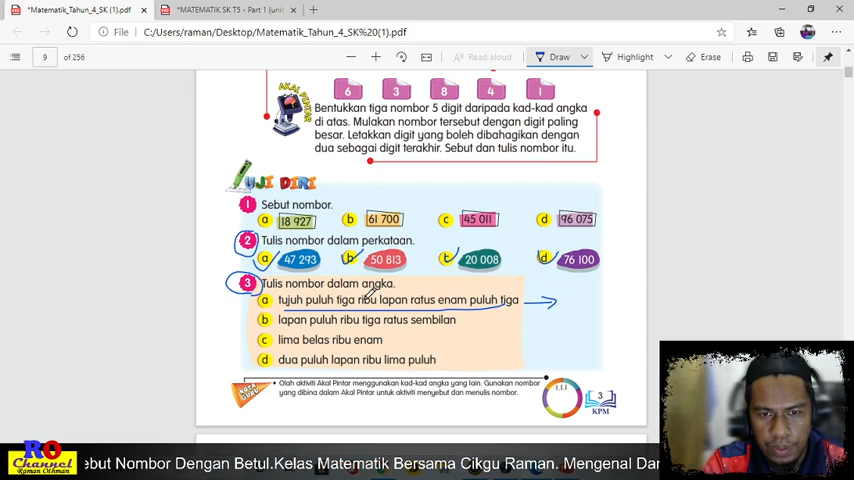 *Matematik_Tahun_4_SK (1).pdf
*MATEMATIK SK T5 - Part 1 (unit
File
C:/Users/raman/Desktop/Matematik_Tahun_4_SK%20(1).pdf
9 of 256
Read aloud
Draw
Highlight
Erase
AKAL PINTAR
6 3 8 4 1
Bentukkan tiga nombor 5 digit daripada kad-kad angka
di atas. Mulakan nombor tersebut dengan digit paling
besar. Letakkan digit yang boleh dibahagikan dengan
dua sebagai digit terakhir. Sebut dan tulis nombor itu.
UJI DIRI
1 Sebut nombor.
a 18 927 b 61 700 c 45 011 d 96 075
2 Tulis nombor dalam perkataan.
a 47 293 b 50 813 c 20 008 d 76 100
3 Tulis nombor dalam angka.
a tujuh puluh tiga ribu lapan ratus enam puluh tiga
b lapan puluh ribu tiga ratus sembilan
c lima belas ribu enam
d dua puluh lapan ribu lima puluh
NOTA GURU
• Olah aktiviti Akal Pintar menggunakan kad-kad angka yang lain. Gunakan nombor
yang dibina dalam Akal Pintar untuk aktiviti menyebut dan menulis nombor.
1.1.1
3
KPM
RO
Channel
Raman Othman
ebut Nombor Dengan Betul.Kelas Matematik Bersama Cikgu Raman. Mengenal Dar